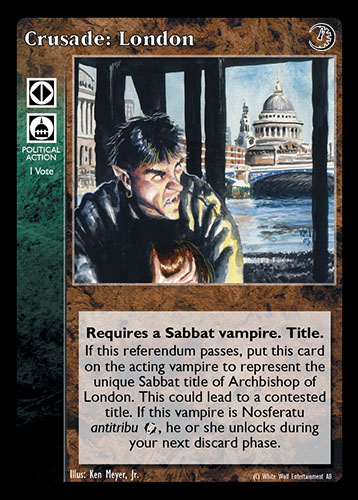 Crusade: London
POLITICAL
ACTION
1 Vote
Requires a Sabbat vampire. Title.
If this referendum passes, put this card
on the acting vampire to represent the
unique Sabbat title of Archbishop of
London. This could lead to a contested
title. If this vampire is Nosferatu
antitribu , he or she unlocks during
your next discard phase.
Illus: Ken Meyer, Jr.
(C) White Wolf Entertainment AB